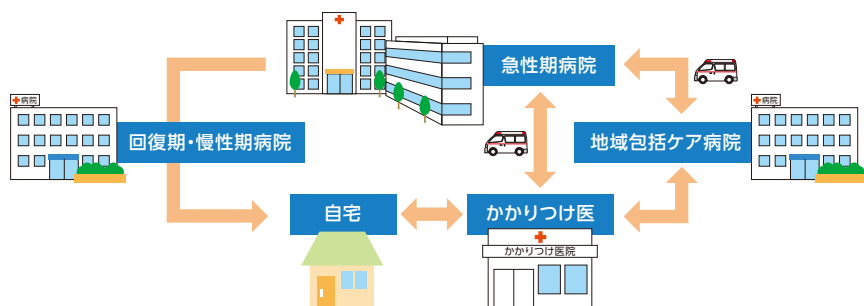 急性期病院
病院
病院
回復期・慢性期病院
地域包括ケア病院
自宅
かかりつけ医
かかりつけ医院